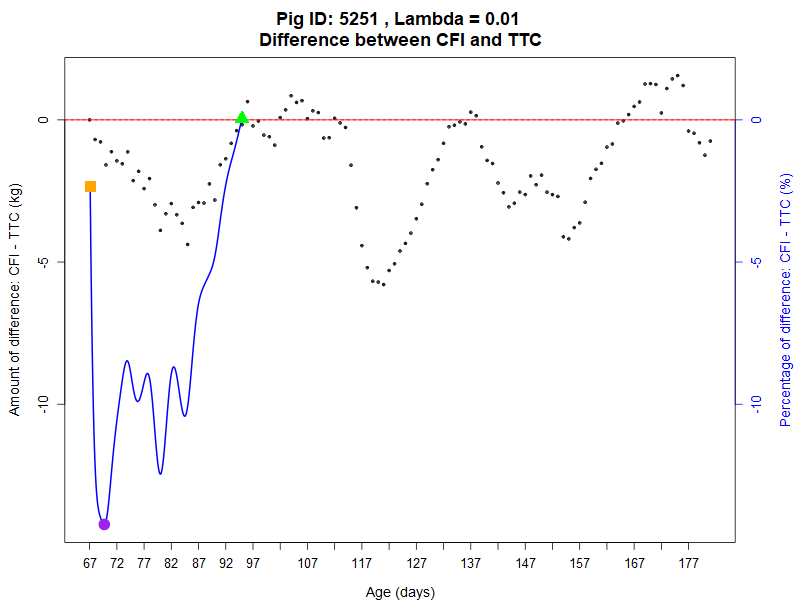 Pig ID: 5251 , Lambda = 0.01
Difference between CFI and TTC
Amount of difference: CFI - TTC (kg)
0
-5
-10
0
-5
-10
Percentage of difference: CFI - TTC (%)
67 72 77 82 87 92 97 107 117 127 137 147 157 167 177
Age (days)